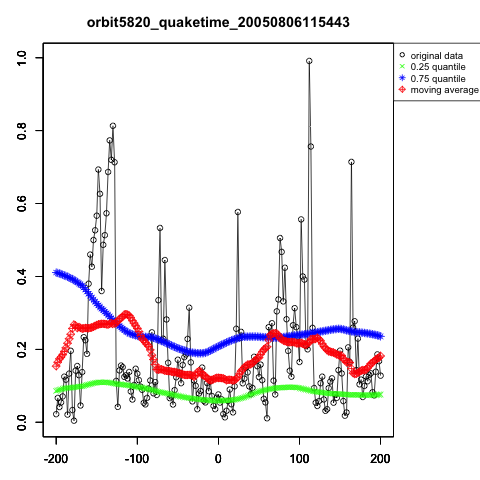 orbit5820_quaketime_20050806115443
original data
0.25 quantile
0.75 quantile
moving average
1.0
0.8
0.6
0.4
0.2
0.0
-200 -100 0 100 200